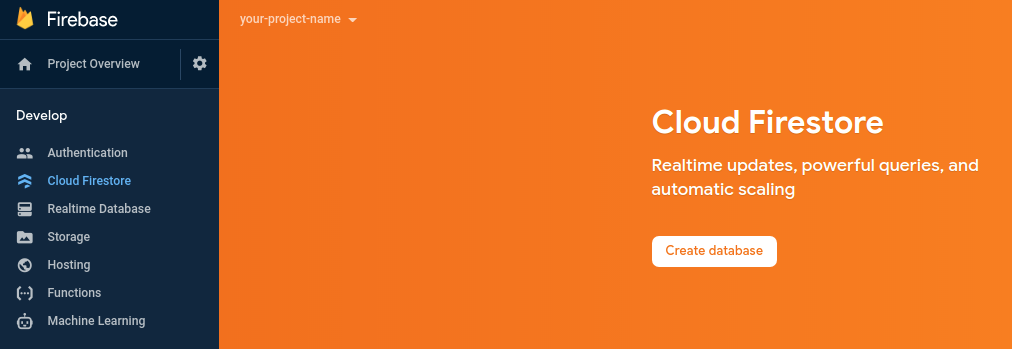 Firebase
Project Overview
Develop
Authentication
Cloud Firestore
Realtime Database
Storage
Hosting
Functions
Machine Learning
your-project-name
Cloud Firestore
Realtime updates, powerful queries, and
automatic scaling
Create database